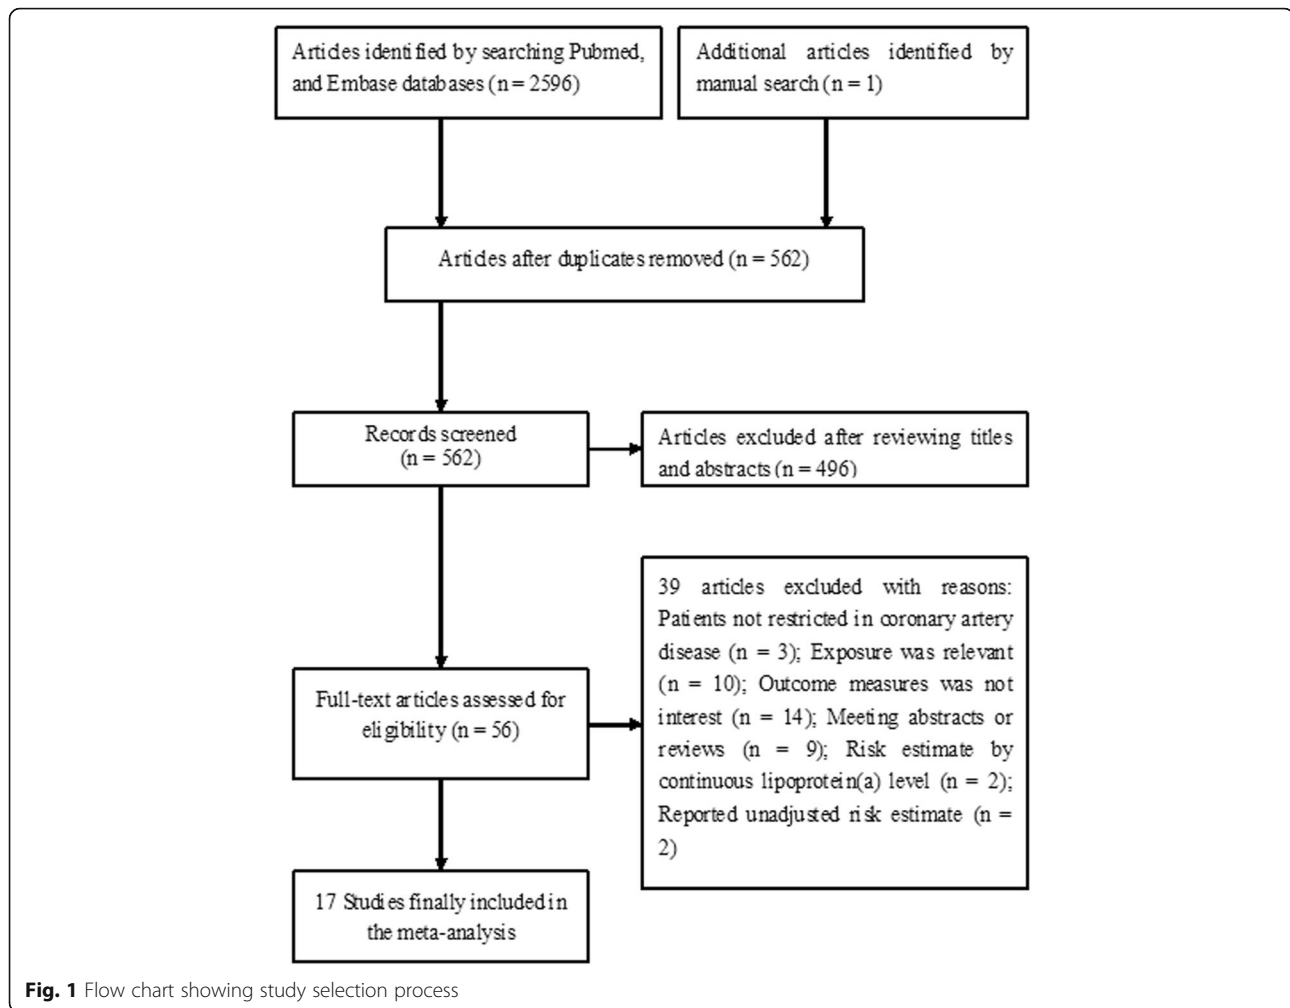 Articles identified by searching Pubmed,
and Embase databases (n = 2596)
Additional articles identified by
manual search (n = 1)
Articles after duplicates removed (n = 562)
Records screened
(n = 562)
Articles excluded after reviewing titles
and abstracts (n = 496)
39 articles excluded with reasons:
Patients not restricted in coronary artery
disease (n = 3); Exposure was relevant
(n = 10); Outcome measures was not
interest (n = 14); Meeting abstracts or
reviews (n = 9); Risk estimate by
continuous lipoprotein(a) level (n = 2);
Reported unadjusted risk estimate (n =
2)
Full-text articles assessed for
eligibility (n = 56)
17 Studies finally included in
the meta-analysis
Fig. 1 Flow chart showing study selection process